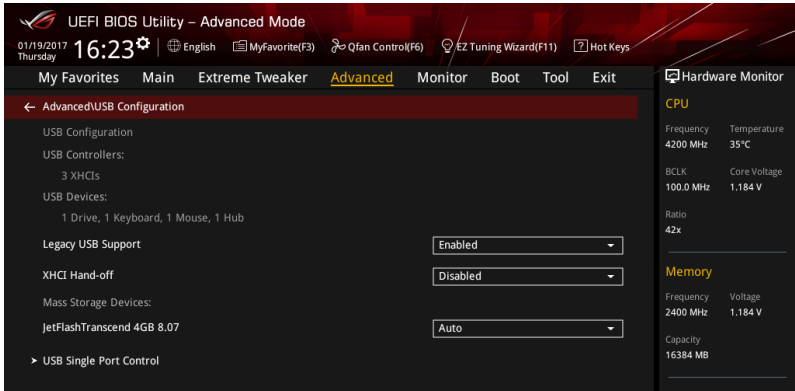 UEFI BIOS Utility – Advanced Mode
01/19/2017 Thursday 16:23 English MyFavorite(F3) Qfan Control(F6) EZ Tuning Wizard(F11) ? Hot Keys
My Favorites Main Extreme Tweaker Advanced Monitor Boot Tool Exit
← Advanced\USB Configuration
USB Configuration
USB Controllers:
3 XHCIs
USB Devices:
1 Drive, 1 Keyboard, 1 Mouse, 1 Hub
Legacy USB Support Enabled
XHCI Hand-off Disabled
Mass Storage Devices:
JetFlashTranscend 4GB 8.07 Auto
USB Single Port Control
Hardware Monitor
CPU
Frequency Temperature
4200 MHz 35°C
BCLK Core Voltage
100.0 MHz 1.184 V
Ratio
42x
Memory
Frequency Voltage
2400 MHz 1.184 V
Capacity
16384 MB